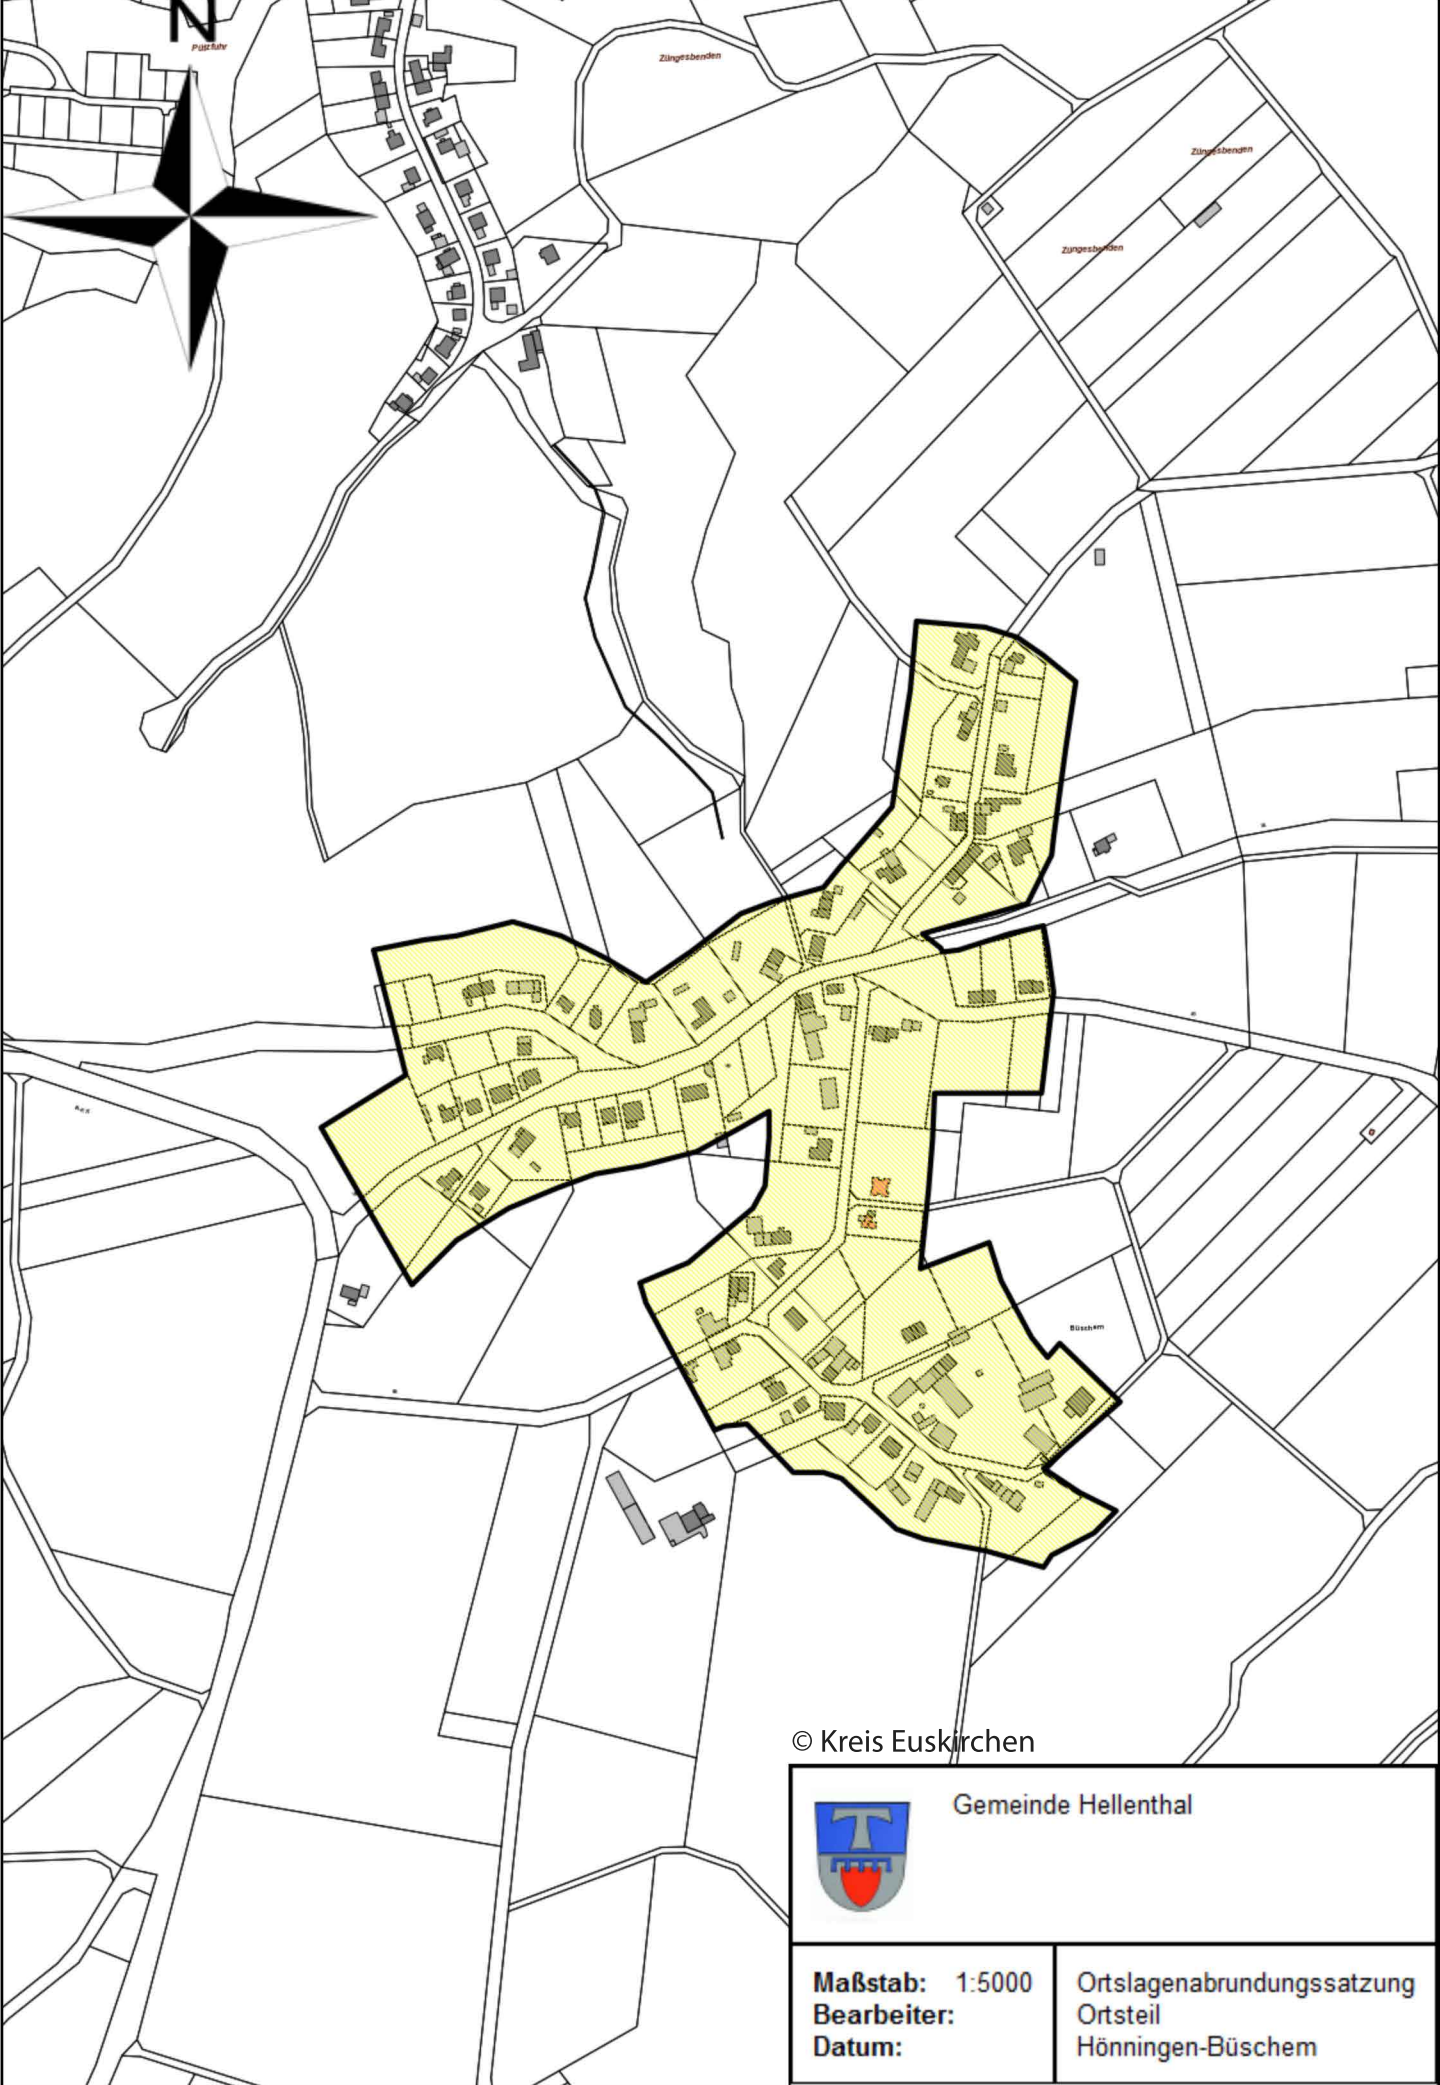 N
Pützfuhr
Züngesbenden
Züngesbenden
Züngesbenden
Büschem
© Kreis Euskirchen
Gemeinde Hellenthal
Maßstab: 1:5000
Bearbeiter:
Datum:
Ortslagenabrundungssatzung
Ortsteil
Hönningen-Büschem